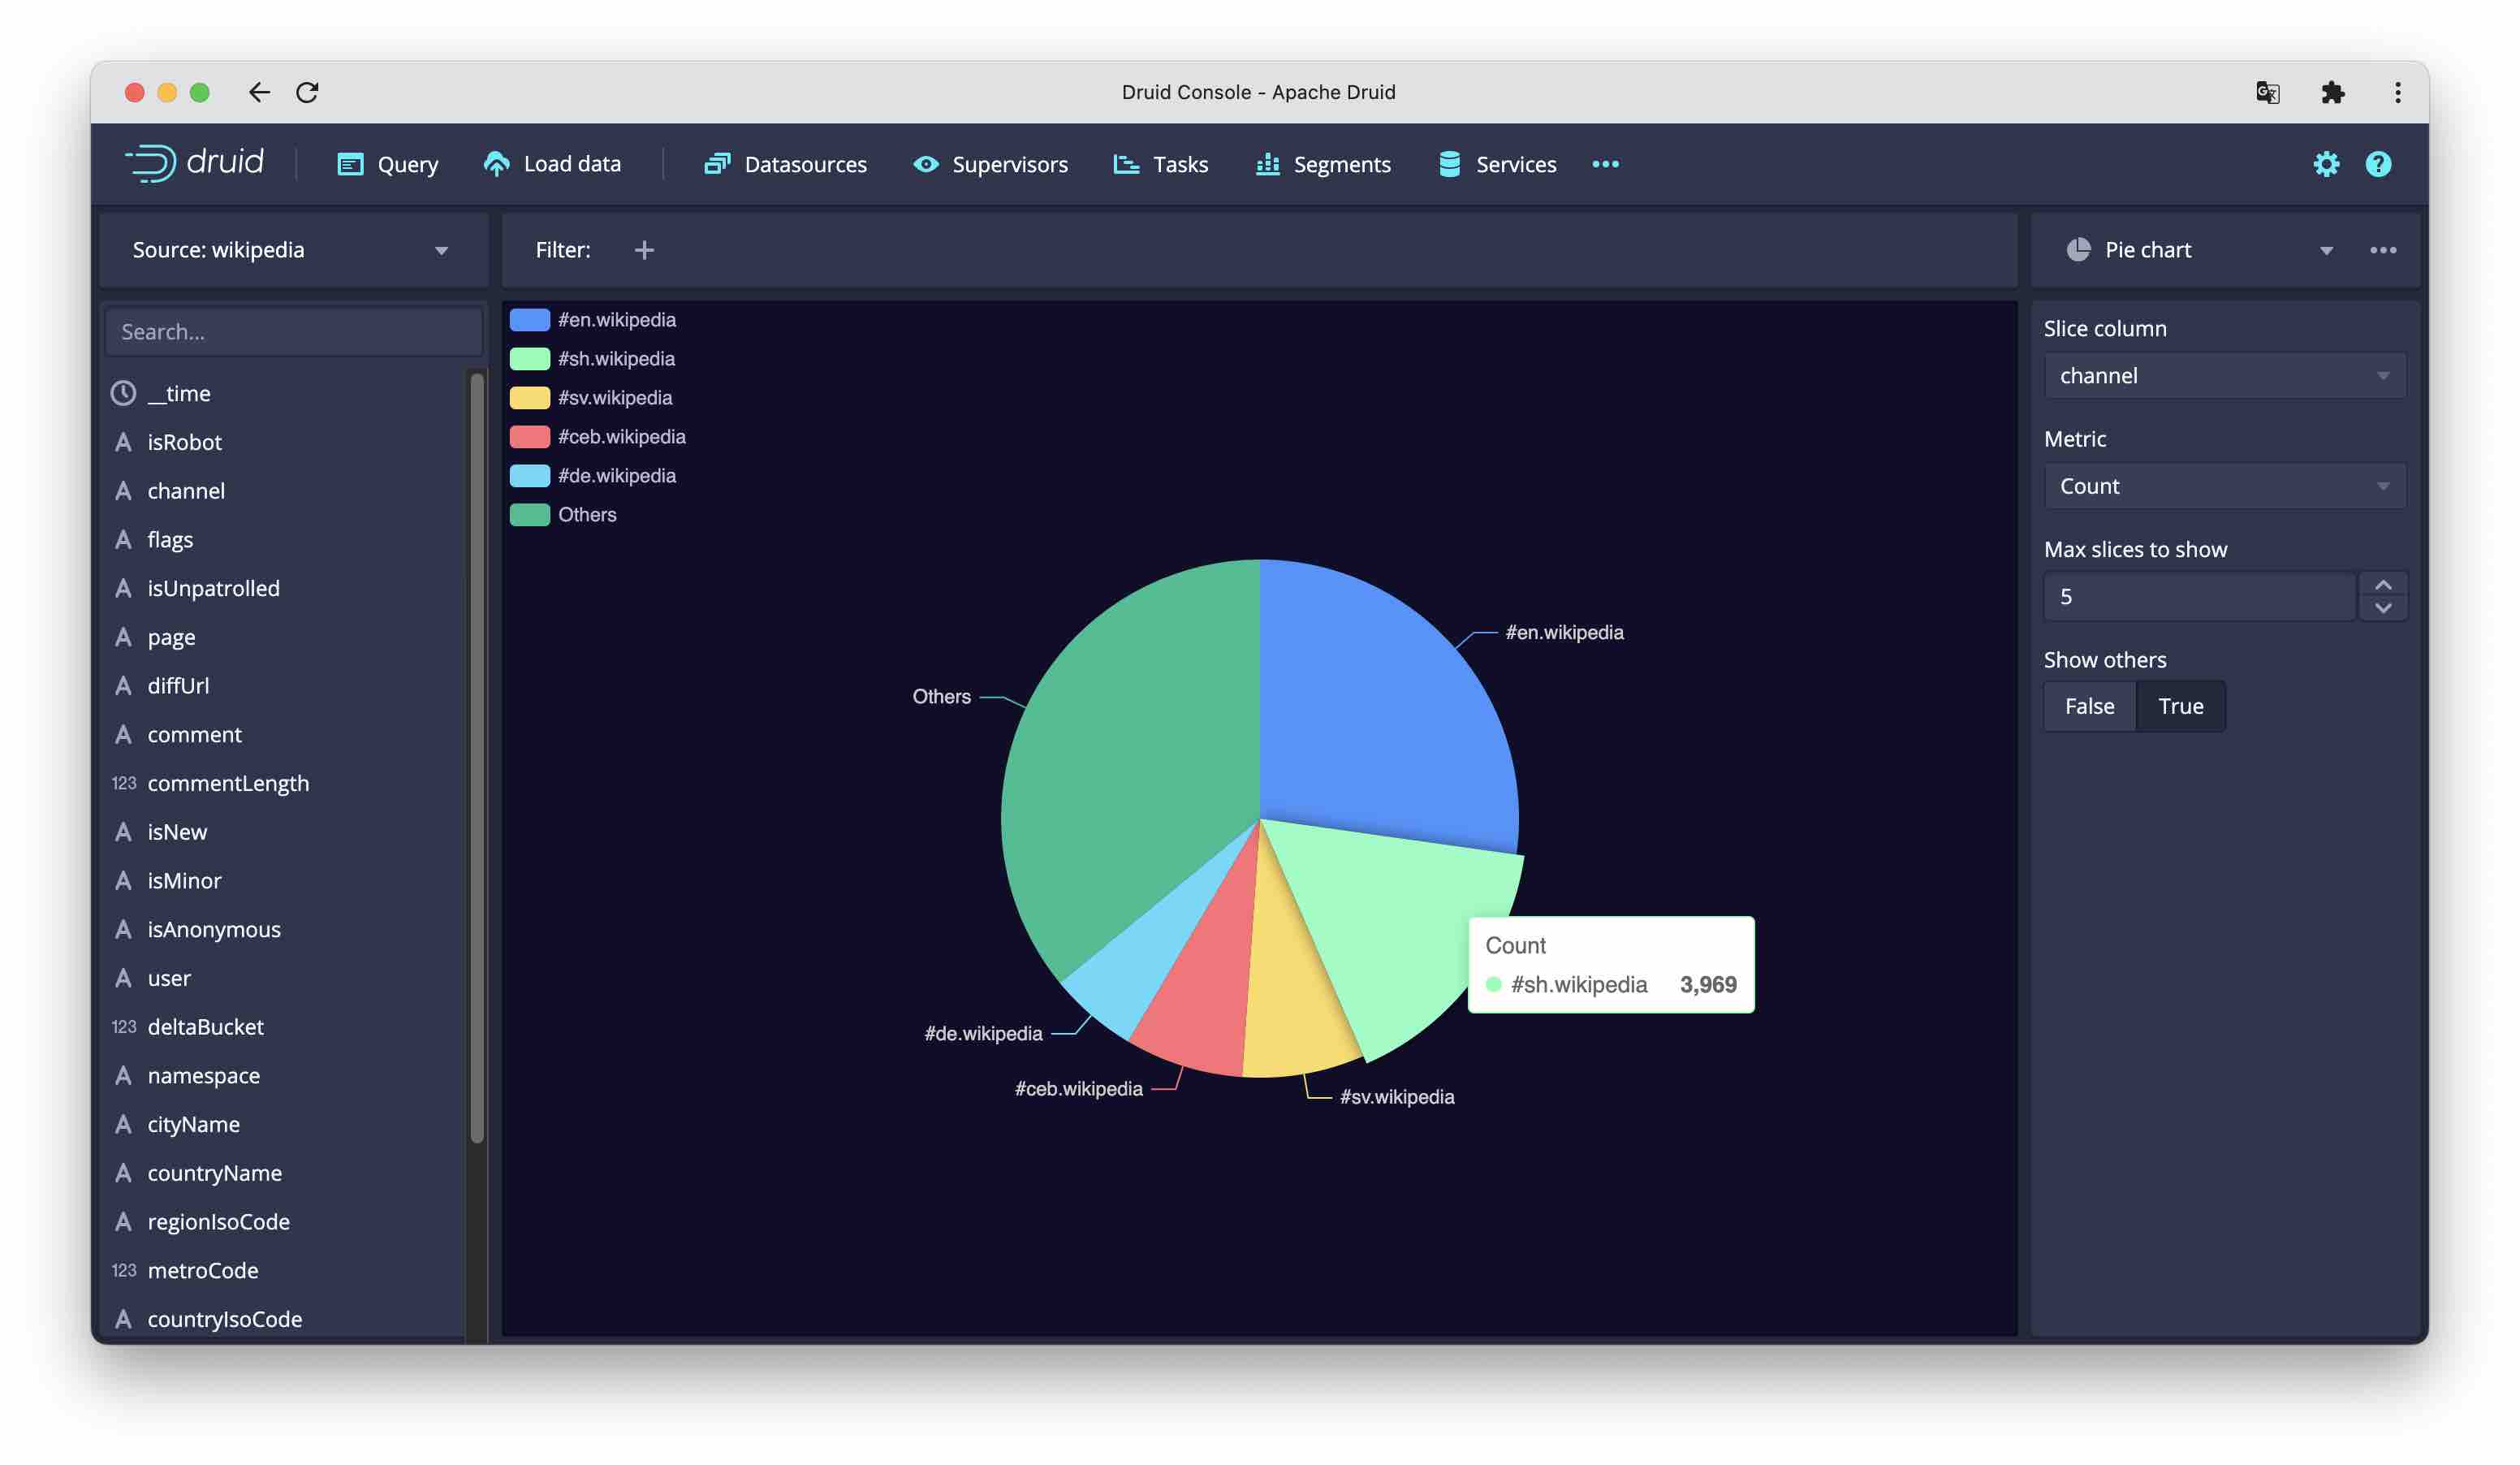 Druid Console - Apache Druid
druid
Query
Load data
Datasources
Supervisors
Tasks
Segments
Services
Source: wikipedia
Filter:
Pie chart
Search...
__time
isRobot
channel
flags
isUnpatrolled
page
diffUrl
comment
123 commentLength
isNew
isMinor
isAnonymous
user
123 deltaBucket
namespace
cityName
countryName
regionIsoCode
123 metroCode
countryIsoCode
#en.wikipedia
#sh.wikipedia
#sv.wikipedia
#ceb.wikipedia
#de.wikipedia
Others
#en.wikipedia
Others
Count
#sh.wikipedia 3,969
#de.wikipedia
#ceb.wikipedia
#sv.wikipedia
Slice column
channel
Metric
Count
Max slices to show
5
Show others
False True